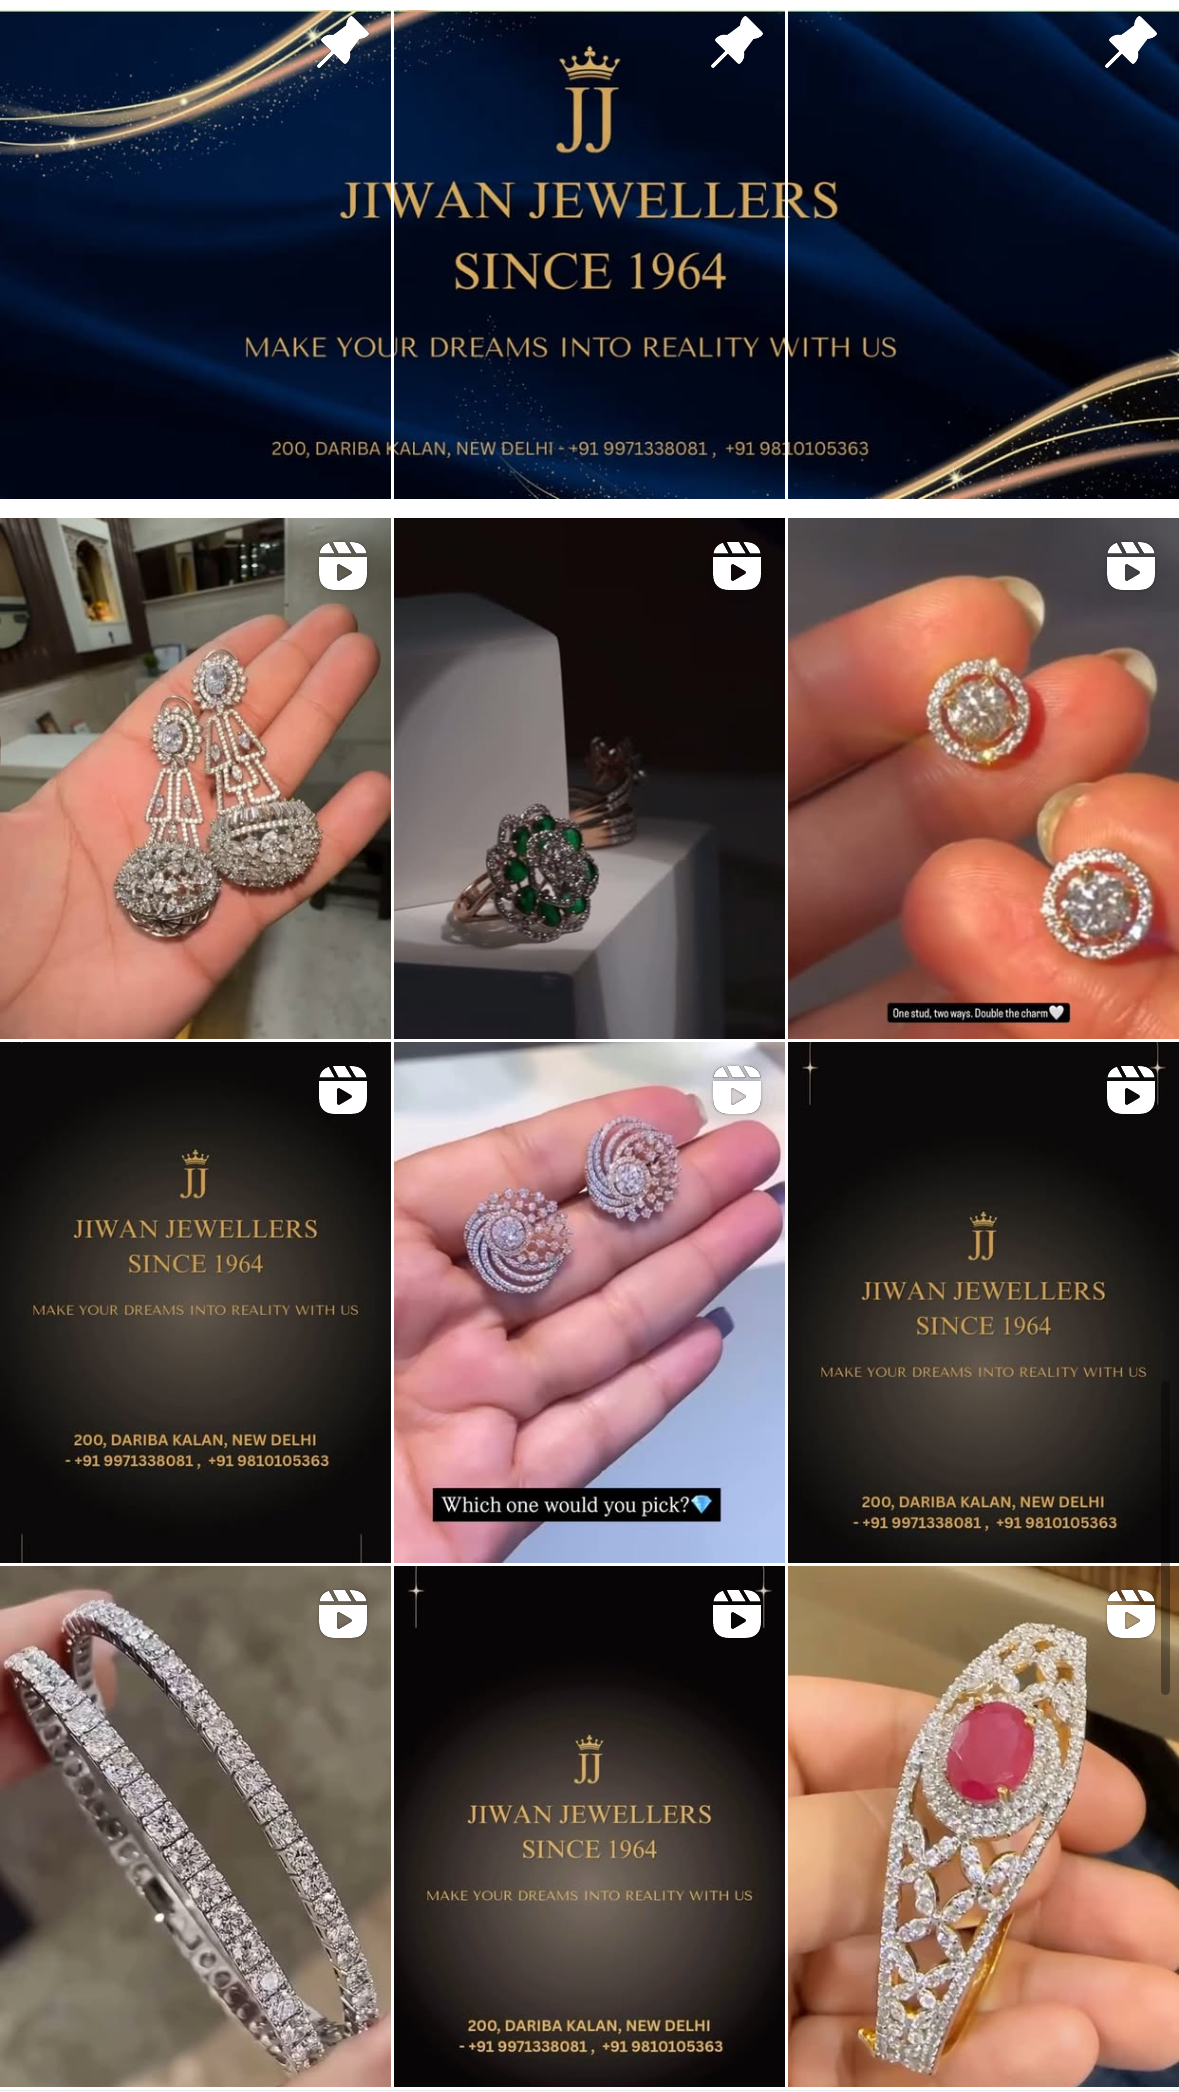 JJ
JIWAN JEWELLERS
SINCE 1964
MAKE YOUR DREAMS INTO REALITY WITH US
200, DARIBA KALAN, NEW DELHI - +91 9971338081 , +91 9810105363
One stud, two ways. Double the charm🤍
JJ
JIWAN JEWELLERS
SINCE 1964
MAKE YOUR DREAMS INTO REALITY WITH US
200, DARIBA KALAN, NEW DELHI
- +91 9971338081 , +91 9810105363
Which one would you pick?💎
JJ
JIWAN JEWELLERS
SINCE 1964
MAKE YOUR DREAMS INTO REALITY WITH US
200, DARIBA KALAN, NEW DELHI
- +91 9971338081 , +91 9810105363
JJ
JIWAN JEWELLERS
SINCE 1964
MAKE YOUR DREAMS INTO REALITY WITH US
200, DARIBA KALAN, NEW DELHI
- +91 9971338081 , +91 9810105363